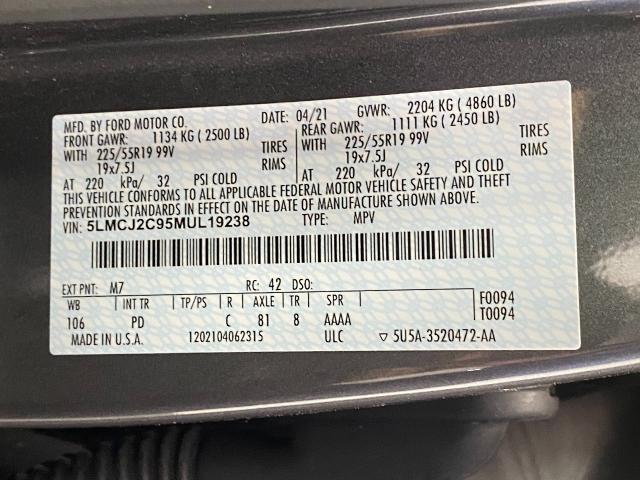 MFD. BY FORD MOTOR CO. DATE: 04/21 GVWR: 2204 KG ( 4860 LB)
FRONT GAWR: 1134 KG ( 2500 LB) REAR GAWR: 1111 KG ( 2450 LB)
WITH 225/55R19 99V TIRES WITH 225/55R19 99V TIRES
19x7.5J RIMS 19x7.5J RIMS
AT 220 kPa/ 32 PSI COLD AT 220 kPa/ 32 PSI COLD
THIS VEHICLE CONFORMS TO ALL APPLICABLE FEDERAL MOTOR VEHICLE SAFETY AND THEFT
PREVENTION STANDARDS IN EFFECT ON THE DATE OF MANUFACTURE SHOWN ABOVE.
VIN: 5LMCJ2C95MUL19238 TYPE: MPV
EXT PNT: M7 RC: 42 DSO: F0094
WB INT TR TP/PS R AXLE TR SPR T0094
106 PD C 81 8 AAAA
MADE IN U.S.A. 1202104062315 ULC ▽ 5U5A-3520472-AA